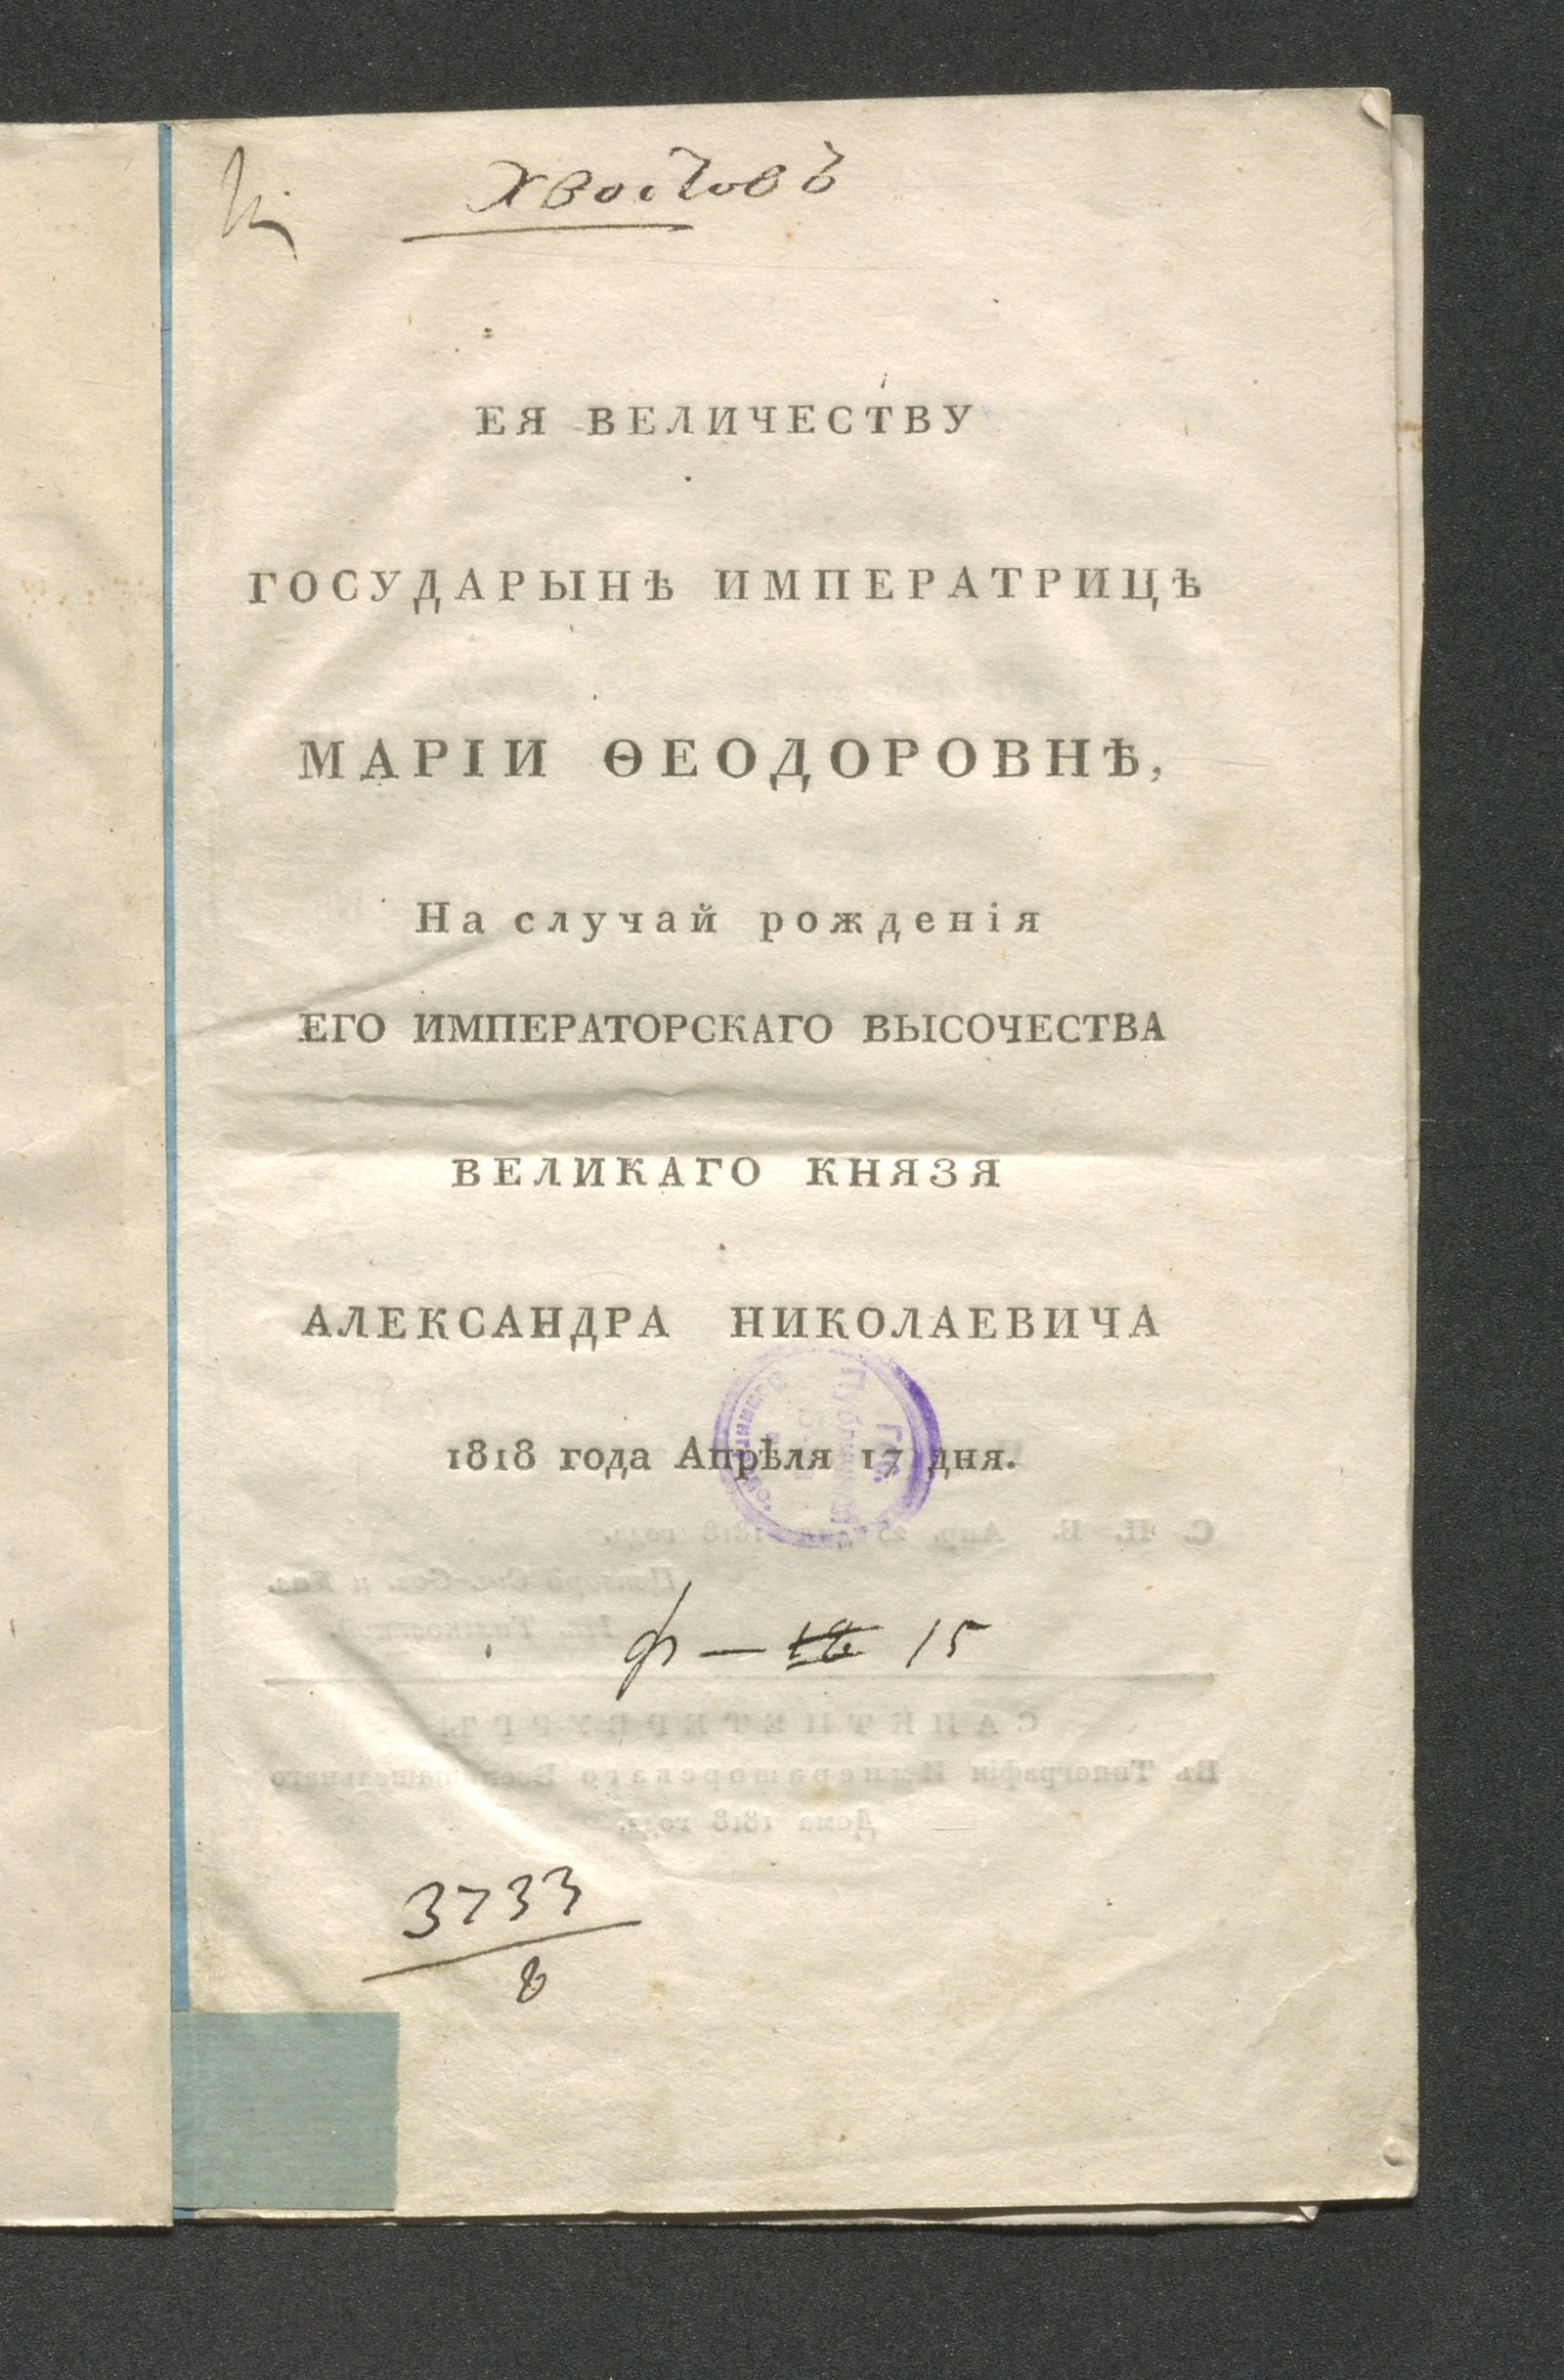 Хвостовъ
ЕЯ ВЕЛИЧЕСТВУ
ГОСУДАРЫНѢ ИМПЕРАТРИЦѢ
МАРІИ ѲЕОДОРОВНѢ,
На случай рожденія
ЕГО ИМПЕРАТОРСКАГО ВЫСОЧЕСТВА
ВЕЛИКАГО КНЯЗЯ
АЛЕКСАНДРА НИКОЛАЕВИЧА
1818 года Апрѣля 17 дня.
ф — 18 15
3733
8